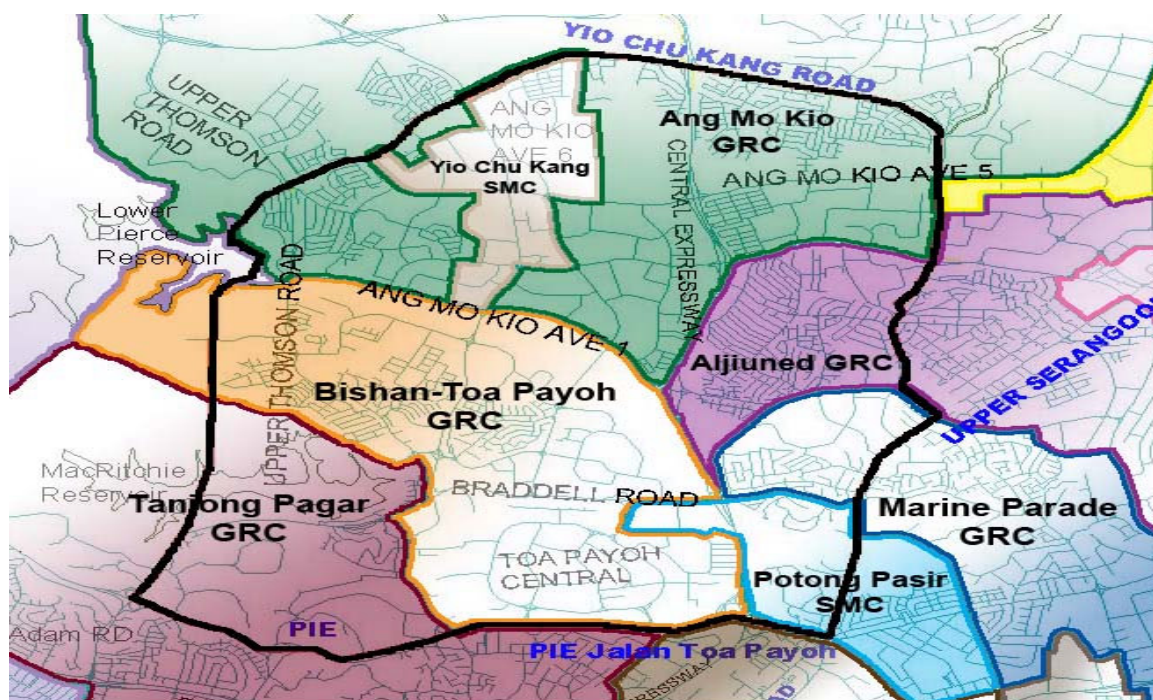 YIO CHU KANG ROAD
UPPER
THOMSON
ROAD
ANG
MO KIO
AVE 6
Yio Chu Kang
SMC
Ang Mo Kio
GRC
CENTRAL EXPRESSWAY
ANG MO KIO AVE 5
Lower
Pierce
Reservoir
UPPER THOMSON ROAD
ANG MO KIO AVE 1
Aljiuned GRC
UPPER SERANGOON
Bishan-Toa Payoh
GRC
MacRitchie
Reservoir
Tanjong Pagar
GRC
BRADDELL ROAD
Marine Parade
GRC
TOA PAYOH
CENTRAL
Potong Pasir
SMC
Adam RD
PIE
PIE Jalan Toa Payoh